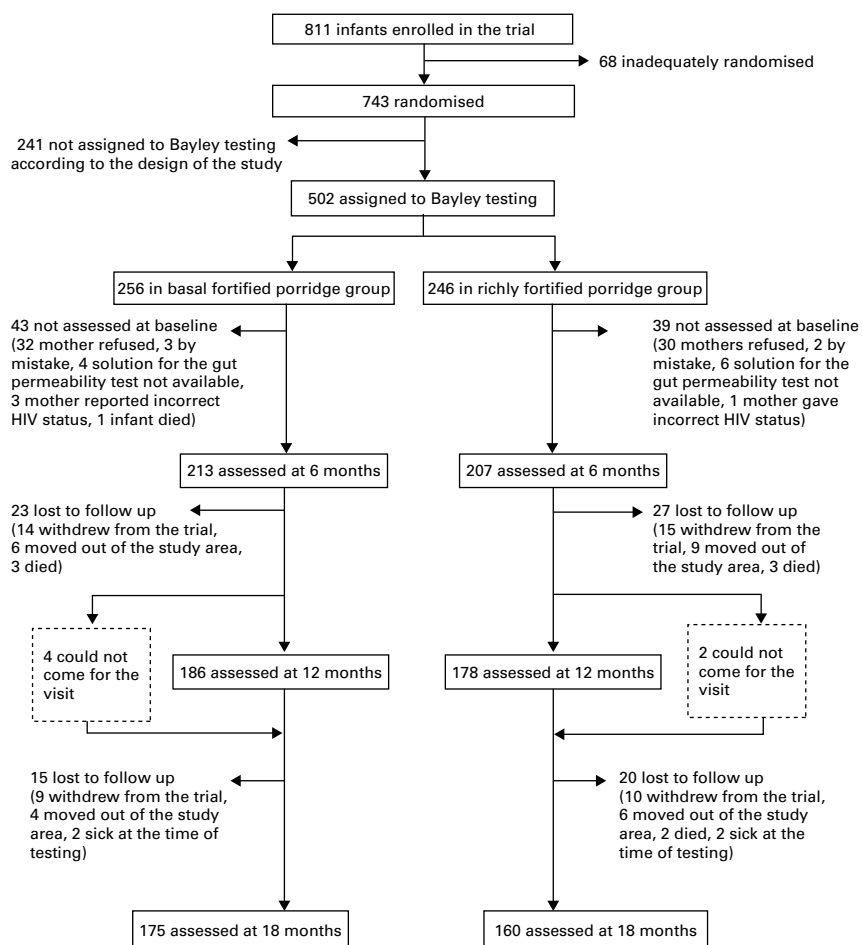 811 infants enrolled in the trial
68 inadequately randomised
743 randomised
241 not assigned to Bayley testing
according to the design of the study
502 assigned to Bayley testing
256 in basal fortified porridge group
246 in richly fortified porridge group
43 not assessed at baseline
(32 mother refused, 3 by
mistake, 4 solution for the gut
permeability test not available,
3 mother reported incorrect
HIV status, 1 infant died)
39 not assessed at baseline
(30 mothers refused, 2 by
mistake, 6 solution for the
gut permeability test not
available, 1 mother gave
incorrect HIV status)
213 assessed at 6 months
207 assessed at 6 months
23 lost to follow up
(14 withdrew from the trial,
6 moved out of the study area,
3 died)
27 lost to follow up
(15 withdrew from the
trial, 9 moved out of
the study area, 3 died)
4 could not
come for the
visit
186 assessed at 12 months
178 assessed at 12 months
2 could not
come for the
visit
15 lost to follow up
(9 withdrew from the trial,
4 moved out of the study
area, 2 sick at the time of
testing)
20 lost to follow up
(10 withdrew from the trial,
6 moved out of the study
area, 2 died, 2 sick at the
time of testing)
175 assessed at 18 months
160 assessed at 18 months